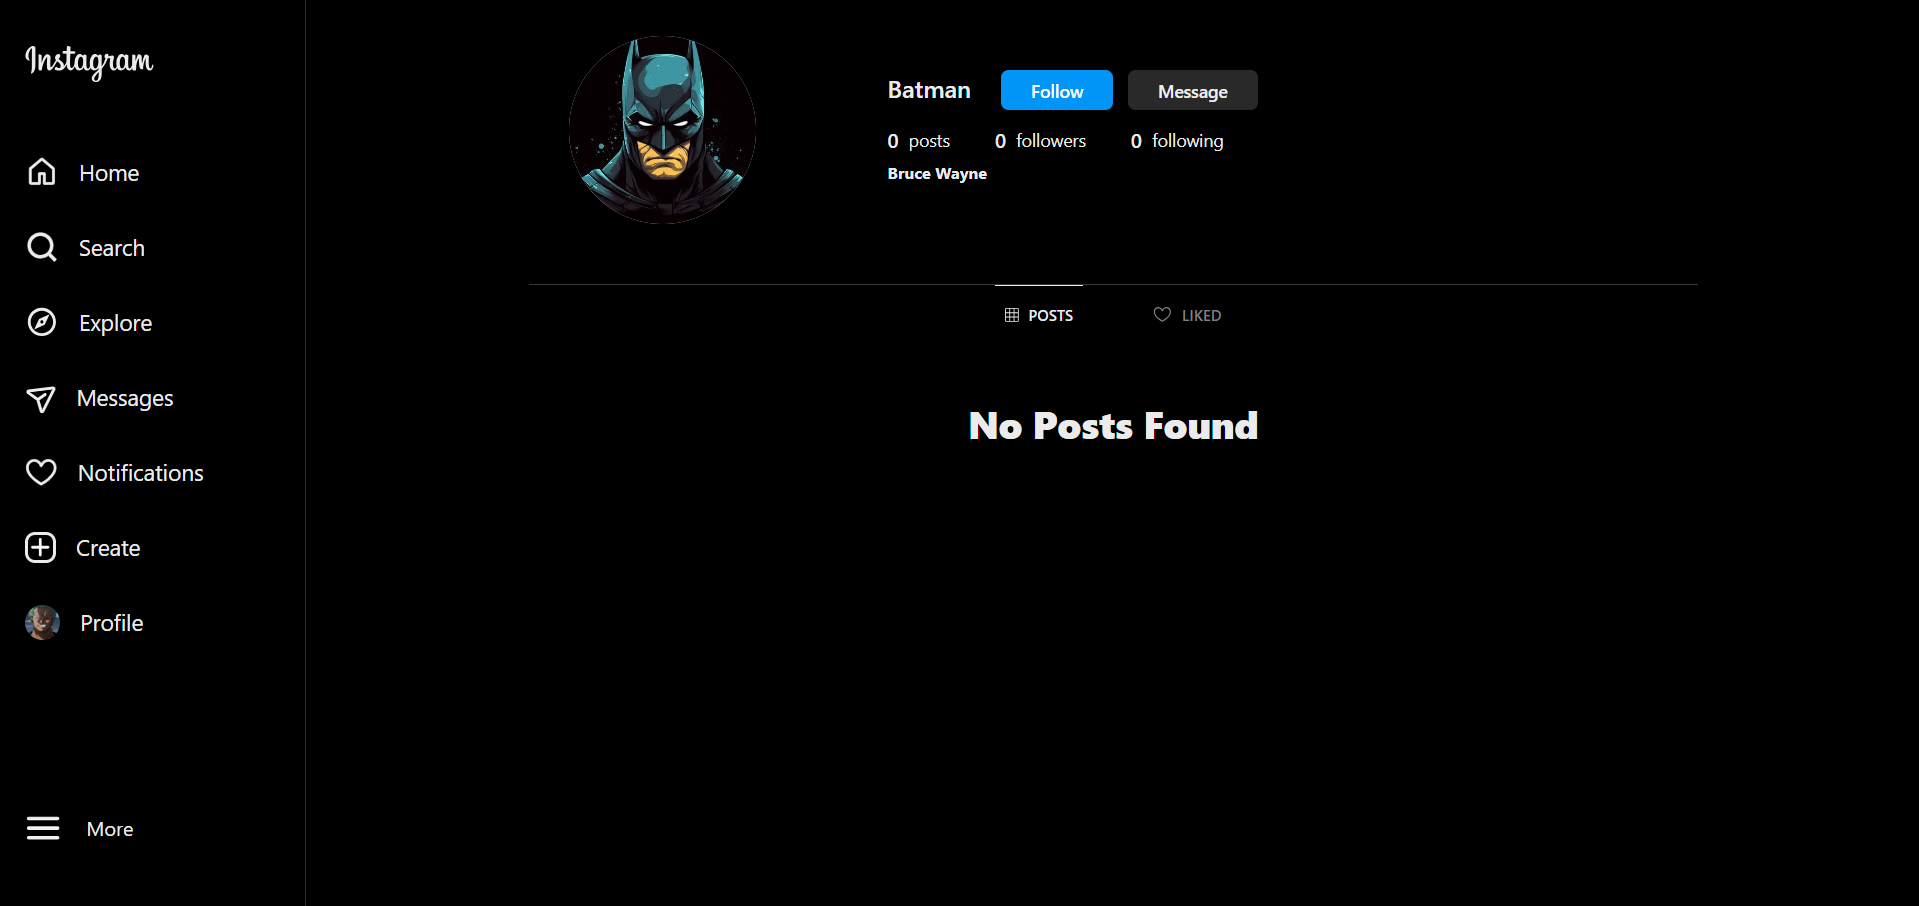 Instagram
Home
Search
Explore
Messages
Notifications
Create
Profile
More
Batman Follow Message
0 posts 0 followers 0 following
Bruce Wayne
POSTS LIKED
No Posts Found